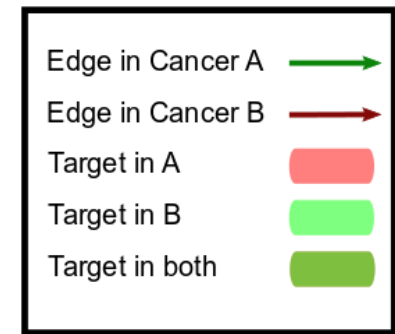 Edge in Cancer A
Edge in Cancer B
Target in A
Target in B
Target in both